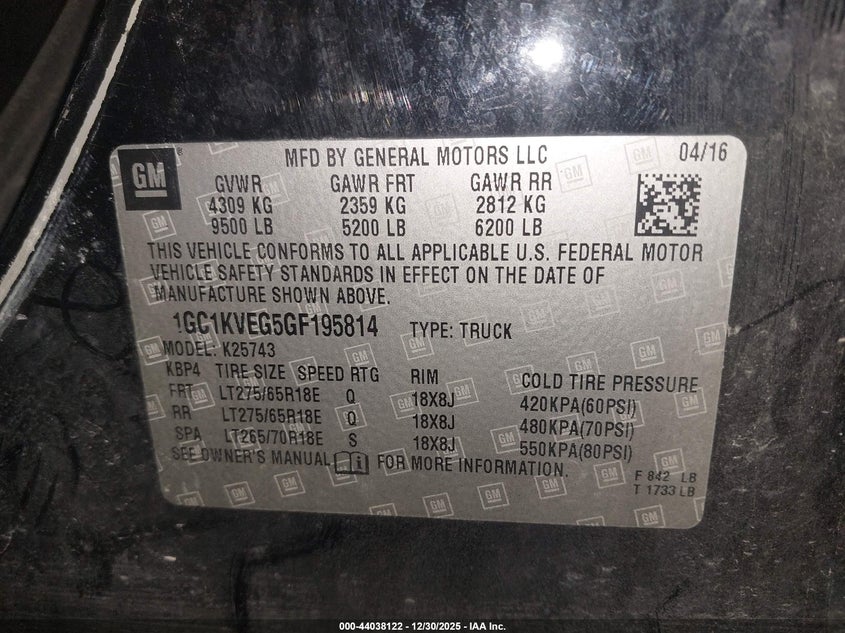 GM
MFD BY GENERAL MOTORS LLC 04/16
GVWR GAWR FRT GAWR RR
4309 KG 2359 KG 2812 KG
9500 LB 5200 LB 6200 LB
THIS VEHICLE CONFORMS TO ALL APPLICABLE U.S. FEDERAL MOTOR
VEHICLE SAFETY STANDARDS IN EFFECT ON THE DATE OF
MANUFACTURE SHOWN ABOVE.
1GC1KVEG5GF195814 TYPE: TRUCK
MODEL: K25743
KBP4 TIRE SIZE SPEED RTG RIM COLD TIRE PRESSURE
FRT LT275/65R18E Q 18X8J 420KPA(60PSI)
RR LT275/65R18E Q 18X8J 480KPA(70PSI)
SPA LT265/70R18E S 18X8J 550KPA(80PSI)
SEE OWNER'S MANUAL FOR MORE INFORMATION.
F 842 LB
T 1733 LB
000-44038122 - 12/30/2025 - IAA Inc.